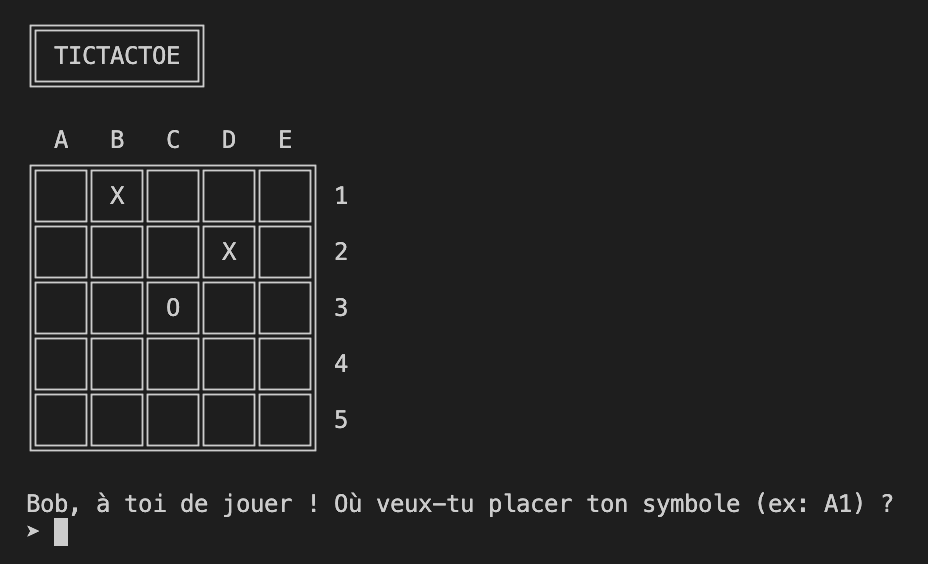 TICTACTOE
A B C D E
X 1
X 2
O 3
4
5
Bob, à toi de jouer ! Où veux-tu placer ton symbole (ex: A1) ?
➤